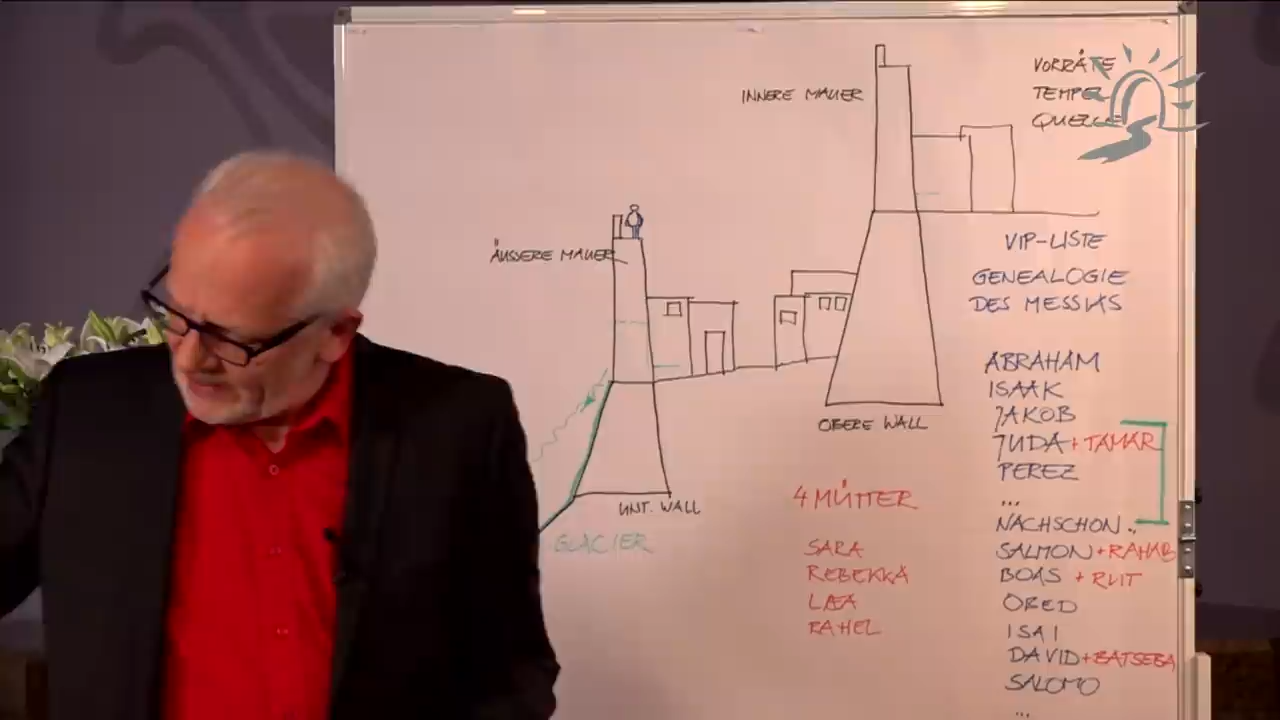 INNERE MAUER
VORRÄTE
TEMPEL
QUELLE
ÄUSSERE MAUER
VIP-LISTE
GENEALOGIE
DES MESSIAS
ABRAHAM
ISAAK
JAKOB
JUDA + TAMAR
PEREZ
...
NACHSCHON
SALMON + RAHAB
BOAS + RUT
OBED
ISAI
DAVID + BATSEBA
SALOMO
...
OBERE WALL
UNT. WALL
GLACIER
4 MÜTTER
SARA
REBEKKA
LEA
RAHEL